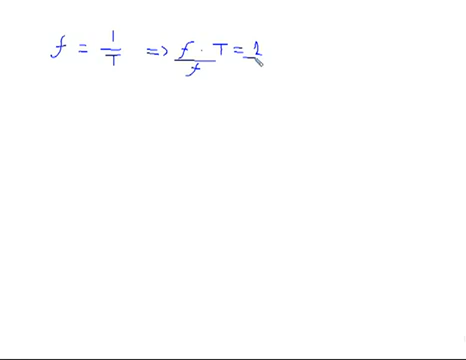 f = 1/T => f · T/f = 1/